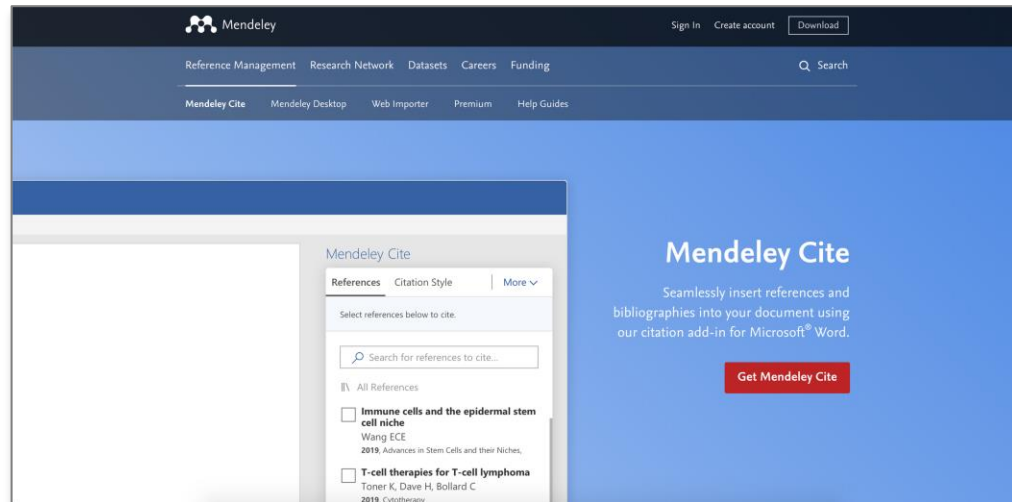 Mendeley
Sign In Create account Download
Reference Management Research Network Datasets Careers Funding Search
Mendeley Cite Mendeley Desktop Web Importer Premium Help Guides
Mendeley Cite
References Citation Style More
Select references below to cite.
Search for references to cite...
All References
Immune cells and the epidermal stem
cell niche
Wang ECE
2019, Advances in Stem Cells and their Niches,
T-cell therapies for T-cell lymphoma
Toner K, Dave H, Bollard C
2019, Cytotherapy
Mendeley Cite
Seamlessly insert references and
bibliographies into your document using
our citation add-in for Microsoft® Word.
Get Mendeley Cite